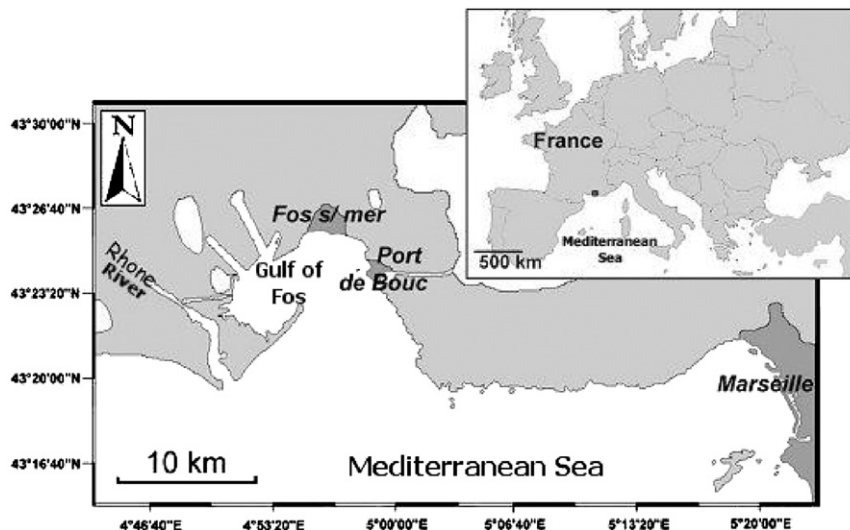 N
43°30'00"N
43°26'40"N
43°23'20"N
43°20'00"N
43°16'40"N
Fos s/ mer
Port
de Bouc
Gulf of
Fos
Rhone
River
Marseille
10 km
Mediterranean Sea
4°46'40"E
4°53'20"E
5°00'00"E
5°06'40"E
5°13'20"E
5°20'00"E
France
Mediterranean
Sea
500 km